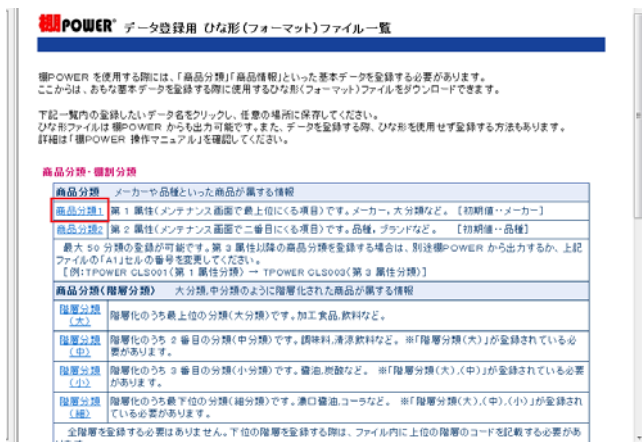 棚POWER® データ登録用 ひな形(フォーマット)ファイル一覧
棚POWER を使用する際には、「商品分類」「商品情報」といった基本データを登録する必要があります。
ここからは、おもな基本データを登録する際に使用するひな形(フォーマット)ファイルをダウンロードできます。
下記一覧内の登録したいデータ名をクリックし、任意の場所に保存してください。
ひな形ファイルは 棚POWER からも出力可能です。また、データを登録する際、ひな形を使用せず登録する方法もあります。
詳細は「棚POWER 操作マニュアル」を確認してください。
商品分類・棚割分類
商品分類 メーカーや品種といった商品が属する情報
商品分類1 第 1 属性(メンテナンス画面で最上位にくる項目)です。メーカー、大分類など。 [初期値‥メーカー]
商品分類2 第 2 属性(メンテナンス画面で二番目にくる項目)です。品種、ブランドなど。 [初期値‥品種]
最大 50 分類の登録が可能です。第 3 属性以降の商品分類を登録する場合は、別途棚POWER から出力するか、上記
ファイルの「A1」セルの番号を変更してください。
[例:TPOWER CLS001(第 1 属性分類) → TPOWER CLS003(第 3 属性分類)]
商品分類(階層分類) 大分類、中分類のように階層化された商品が属する情報
階層分類
(大)
階層化のうち最上位の分類(大分類)です。加工食品、飲料など。
階層分類
(中)
階層化のうち 2 番目の分類(中分類)です。調味料、清涼飲料など。 ※「階層分類(大)」が登録されている必
要があります。
階層分類
(小)
階層化のうち 3 番目の分類(小分類)です。醤油、炭酸など。 ※「階層分類(大)、(中)」が登録されている必要
があります。
階層分類
(細)
階層化のうち最下位の分類(細分類)です。濃口醤油、コーラなど。 ※「階層分類(大)、(中)、(小)」が登録され
ている必要があります。
全階層を登録する必要はありません。下位の階層を登録する際は、ファイル内に上位の階層のコードを記載する必要があ